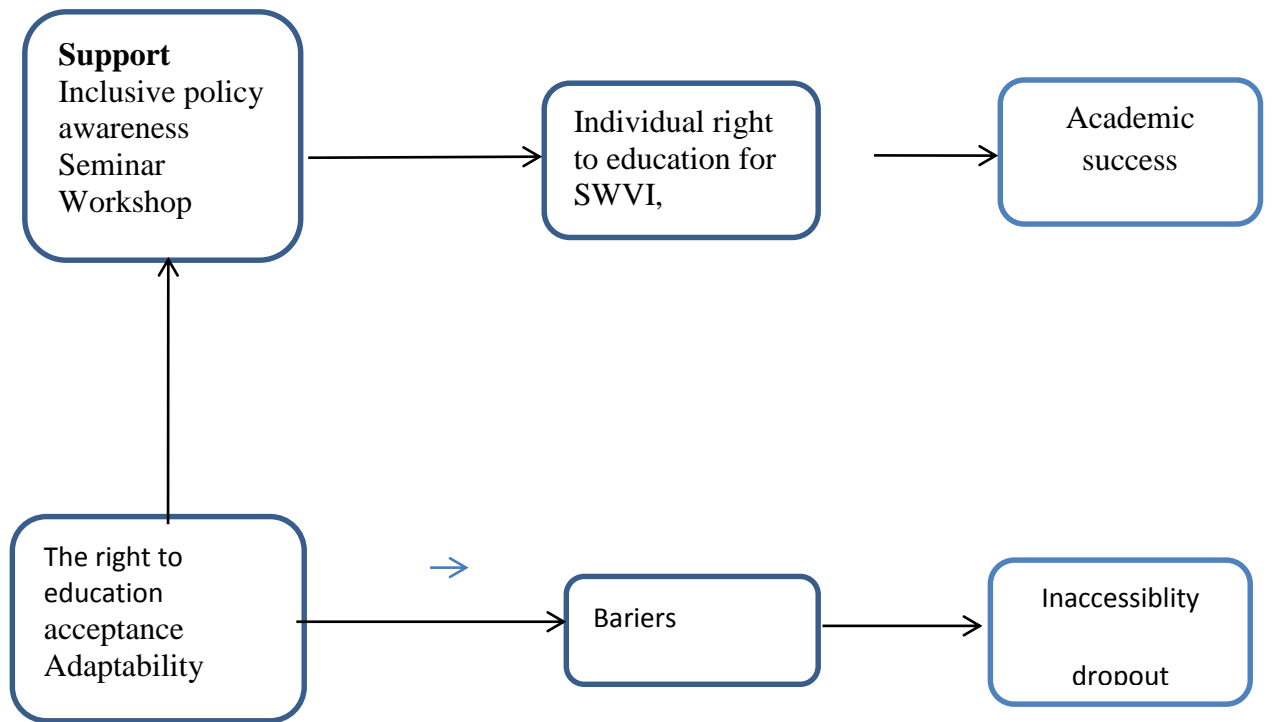 Support
Inclusive policy
awareness
Seminar
Workshop
Individual right
to education for
SWVI,
Academic
success
The right to
education
acceptance
Adaptability
Bariers
Inaccessiblity
dropout